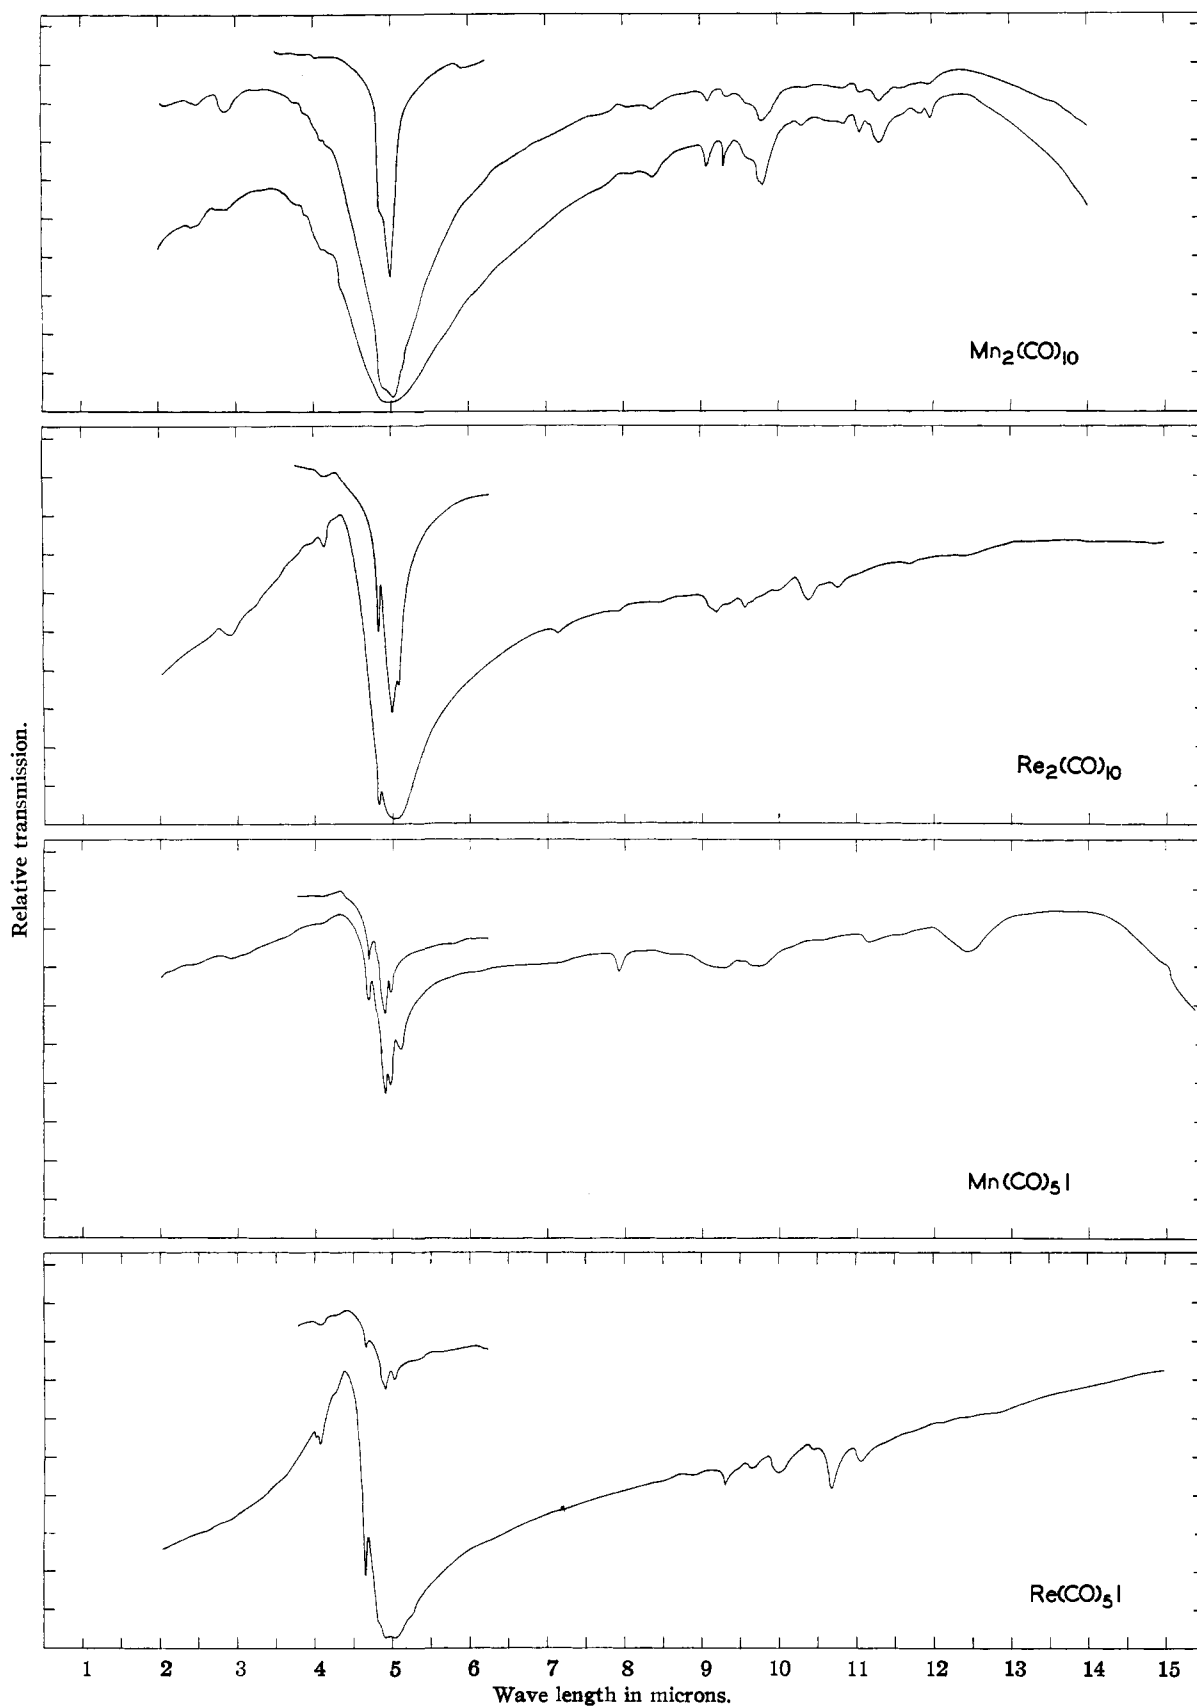 Mn₂(CO)₁₀
Re₂(CO)₁₀
Relative transmission.
Mn(CO)₅I
Re(CO)₅I
1 2 3 4 5 6 7 8 9 10 11 12 13 14 15
Wave length in microns.